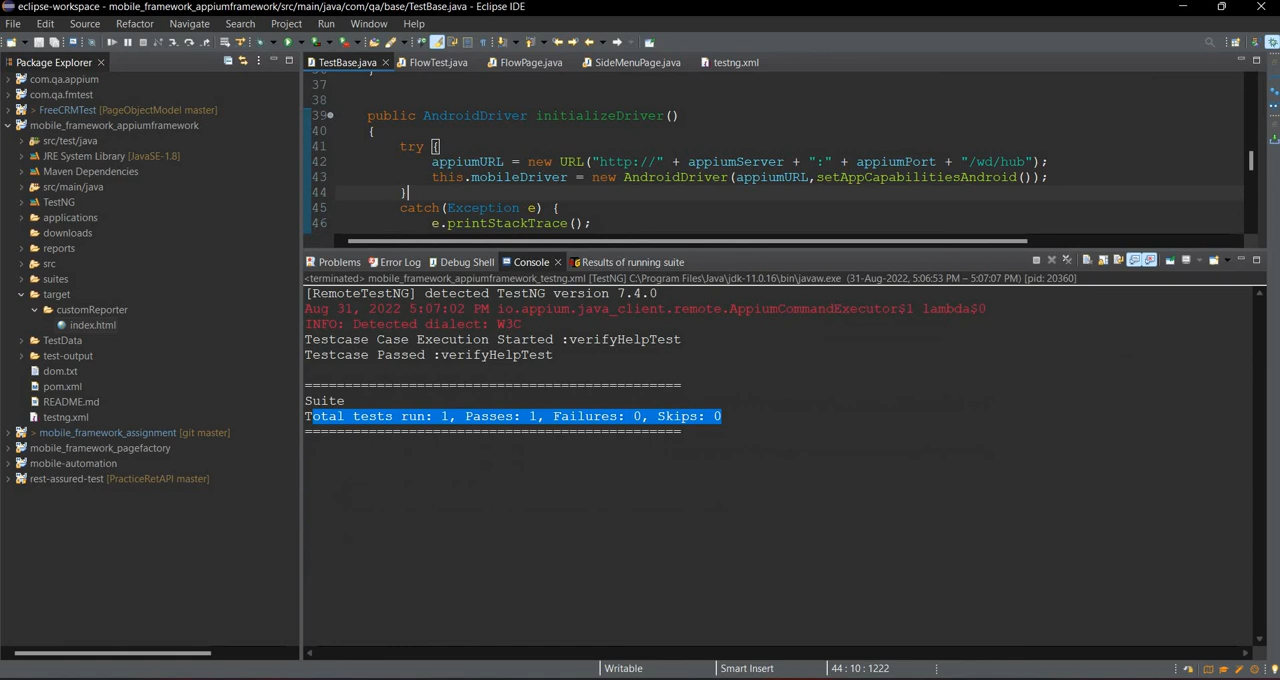 eclipse-workspace - mobile_framework_appiumframework/src/main/java/com/qa/base/TestBase.java - Eclipse IDE
File Edit Source Refactor Navigate Search Project Run Window Help
Package Explorer
com.qa.appium
com.qa.fmtest
> FreeCRMTest [PageObjectModel master]
mobile_framework_appiumframework
src/test/java
JRE System Library [JavaSE-1.8]
Maven Dependencies
src/main/java
TestNG
applications
downloads
reports
src
suites
target
customReporter
index.html
TestData
test-output
dom.txt
pom.xml
README.md
testng.xml
> mobile_framework_assignment [git master]
mobile_framework_pagefactory
mobile-automation
rest-assured-test [PracticeRetAPI master]
TestBase.java FlowTest.java FlowPage.java SideMenuPage.java testng.xml
37
38
39 public AndroidDriver initializeDriver()
40 {
41 try {
42 appiumURL = new URL("http://" + appiumServer + ":" + appiumPort + "/wd/hub");
43 this.mobileDriver = new AndroidDriver(appiumURL,setAppCapabilitiesAndroid());
44 }
45 catch(Exception e) {
46 e.printStackTrace();
Problems Error Log Debug Shell Console Results of running suite
<terminated> mobile_framework_appiumframework_testng.xml [TestNG] C:\Program Files\Java\jdk-11.0.16\bin\javaw.exe (31-Aug-2022, 5:06:53 PM – 5:07:07 PM) [pid: 20360]
[RemoteTestNG] detected TestNG version 7.4.0
Aug 31, 2022 5:07:02 PM io.appium.java_client.remote.AppiumCommandExecutor$1 lambda$0
INFO: Detected dialect: W3C
Testcase Case Execution Started :verifyHelpTest
Testcase Passed :verifyHelpTest
===============================================
Suite
Total tests run: 1, Passes: 1, Failures: 0, Skips: 0
===============================================
Writable Smart Insert 44 : 10 : 1222